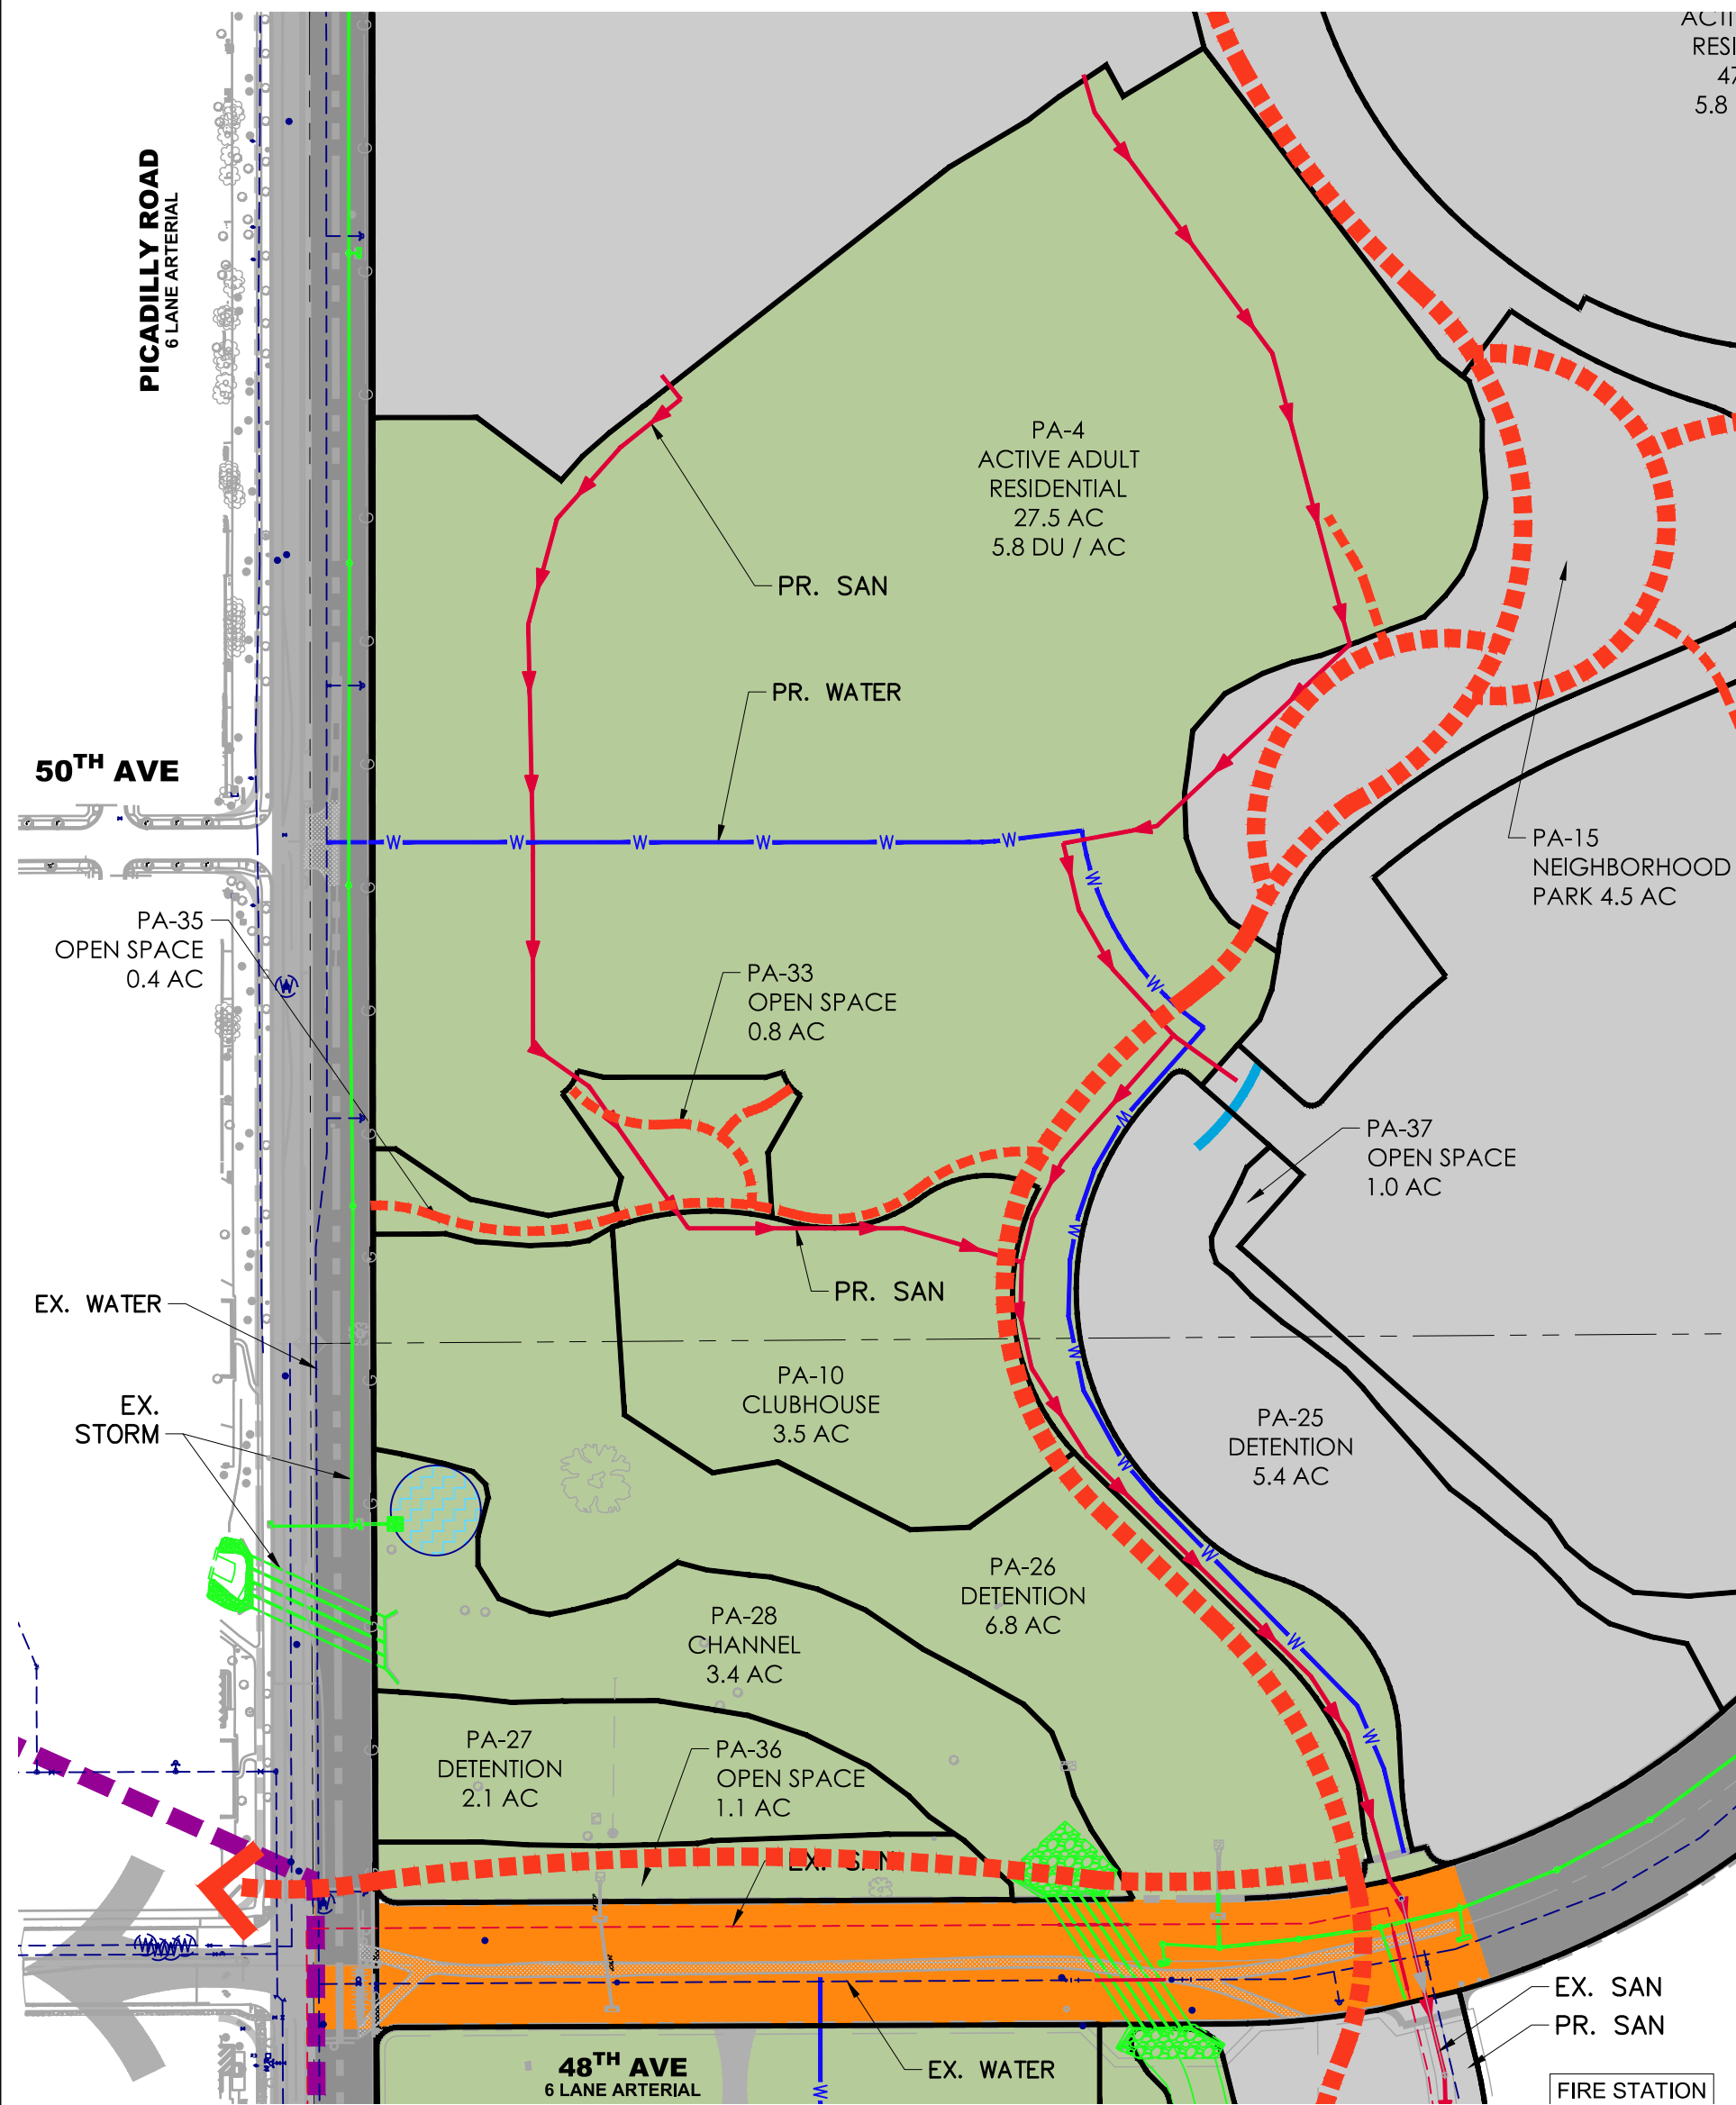 ACTI
RESI
47
5.8
PICADILLY ROAD
6 LANE ARTERIAL
PA-4
ACTIVE ADULT
RESIDENTIAL
27.5 AC
5.8 DU / AC
PR. SAN
PR. WATER
50TH AVE
PA-15
NEIGHBORHOOD
PARK 4.5 AC
PA-35
OPEN SPACE
0.4 AC
PA-33
OPEN SPACE
0.8 AC
PA-37
OPEN SPACE
1.0 AC
EX. WATER
PR. SAN
EX.
STORM
PA-10
CLUBHOUSE
3.5 AC
PA-25
DETENTION
5.4 AC
PA-26
DETENTION
6.8 AC
PA-28
CHANNEL
3.4 AC
PA-27
DETENTION
2.1 AC
PA-36
OPEN SPACE
1.1 AC
EX. SAN
EX. SAN
PR. SAN
48TH AVE
6 LANE ARTERIAL
EX. WATER
FIRE STATION